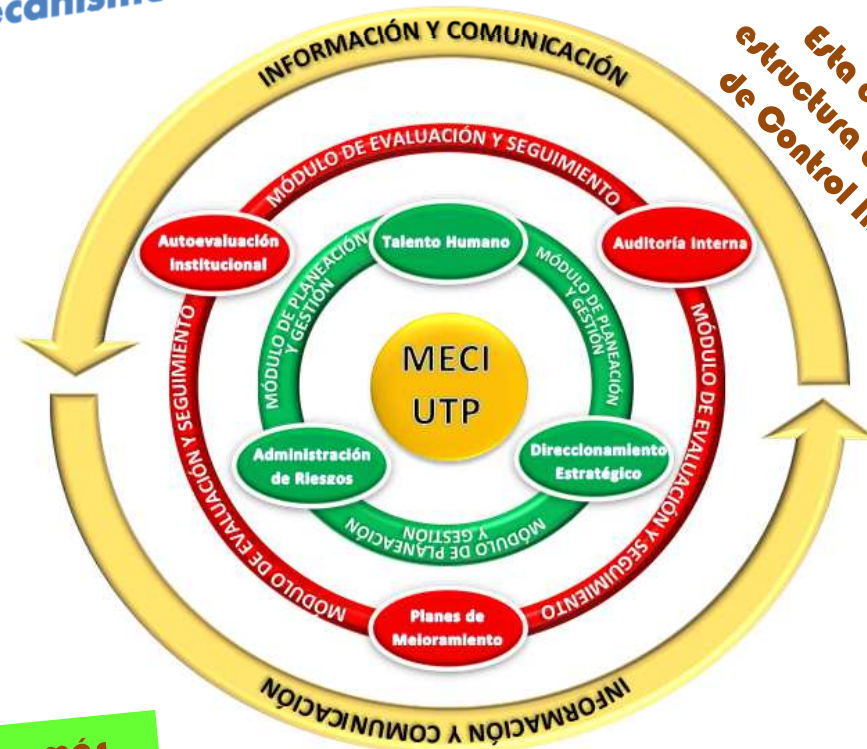 INFORMACIÓN Y COMUNICACIÓN
Esta
estructura
de Control
MÓDULO DE EVALUACIÓN Y SEGUIMIENTO
Autoevaluación
Institucional
Talento Humano
Auditoría Interna
MÓDULO DE PLANEACIÓN
Y GESTIÓN
MÓDULO DE PLANEACIÓN
Y GESTIÓN
MECI
UTP
MÓDULO DE EVALUACIÓN Y SEGUIMIENTO
MÓDULO DE EVALUACIÓN Y SEGUIMIENTO
Administración
de Riesgos
Direccionamiento
Estratégico
MÓDULO DE PLANEACIÓN
Y GESTIÓN
Planes de
Mejoramiento
INFORMACIÓN Y COMUNICACIÓN